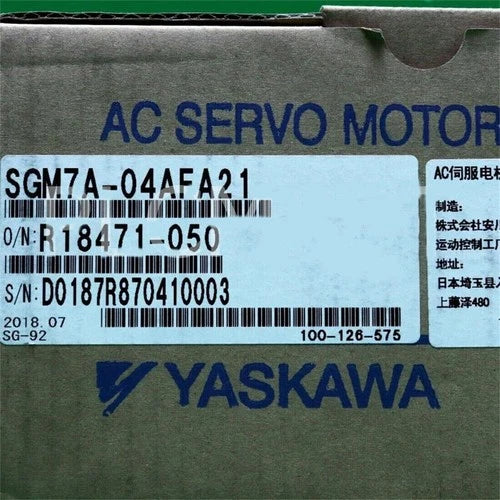 AC SERVO MOTOR
SGM7A-04AFA21
O/N: R18471-050
S/N: D0187R870410003
2018.07
SG-92
100-126-575
AC伺服电机
制造:
株式会社安川
运动控制工厂
地址:
日本埼玉县入
上藤泽480
YASKAWA